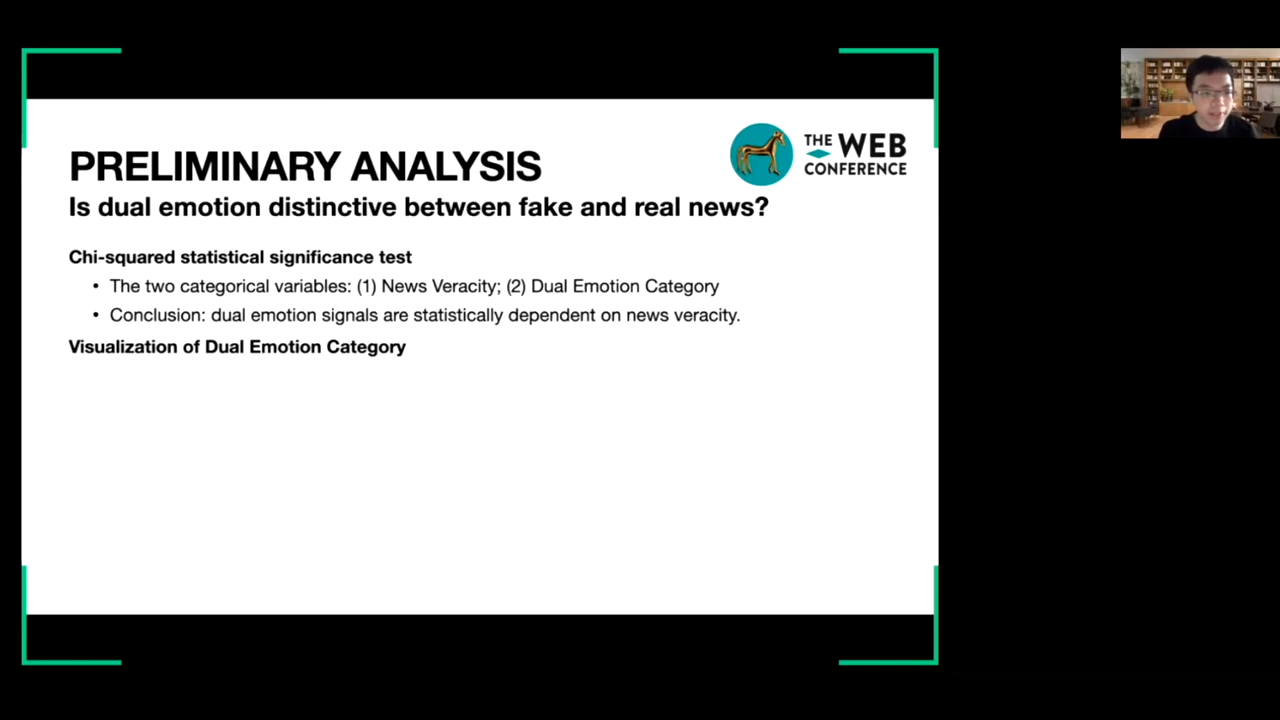 THE WEB
CONFERENCE
PRELIMINARY ANALYSIS
Is dual emotion distinctive between fake and real news?
Chi-squared statistical significance test
• The two categorical variables: (1) News Veracity; (2) Dual Emotion Category
• Conclusion: dual emotion signals are statistically dependent on news veracity.
Visualization of Dual Emotion Category